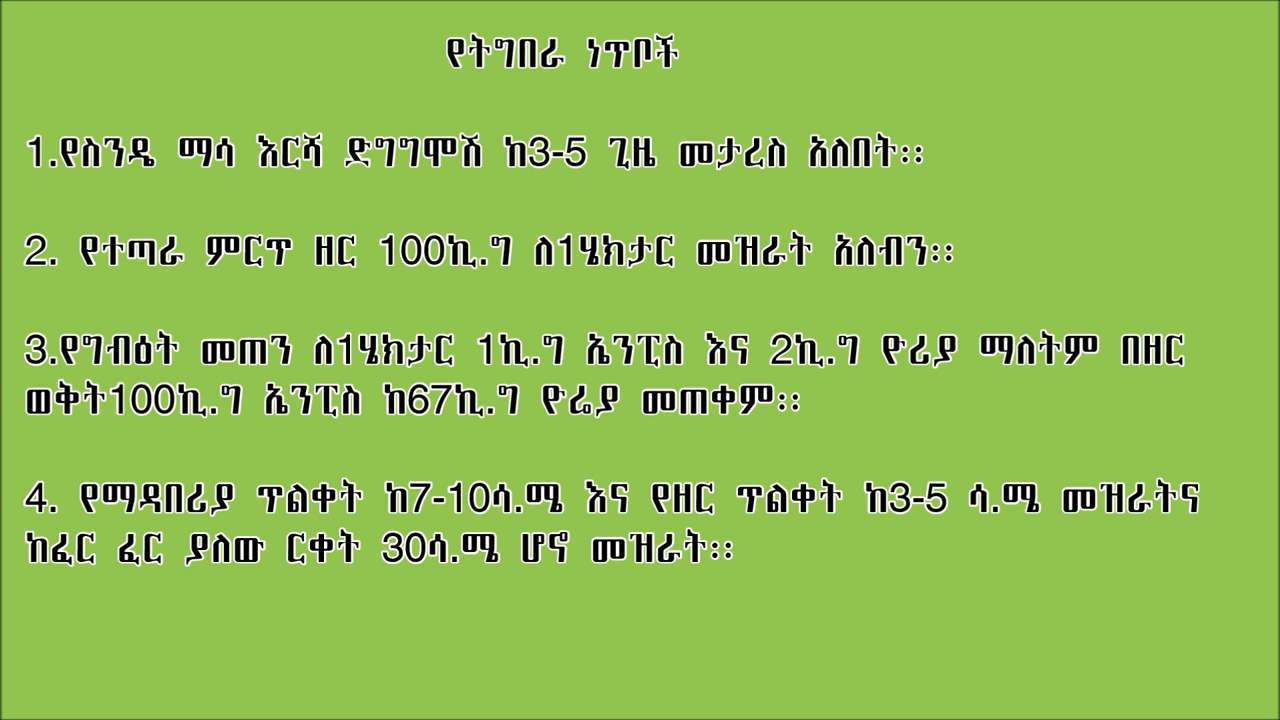 የትግበራ ነጥቦች
1.የስንዴ ማሳ እርሻ ድግግሞሽ ከ3-5 ጊዜ መታረስ አለበት፡፡
2. የተጣራ ምርጥ ዘር 100ኪ.ግ ለ1ሄክታር መዝራት አለብን፡፡
3.የግብዕት መጠን ለ1ሄክታር 1ኪ.ግ ኤንፒስ እና 2ኪ.ግ ዮሪያ ማለትም በዘር
ወቅት100ኪ.ግ ኤንፒስ ከ67ኪ.ግ ዮሬያ መጠቀም፡፡
4. የማዳበሪያ ጥልቀት ከ7-10ሳ.ሜ እና የዘር ጥልቀት ከ3-5 ሳ.ሜ መዝራትና
ከፈር ፈር ያለው ርቀት 30ሳ.ሜ ሆኖ መዝራት፡፡